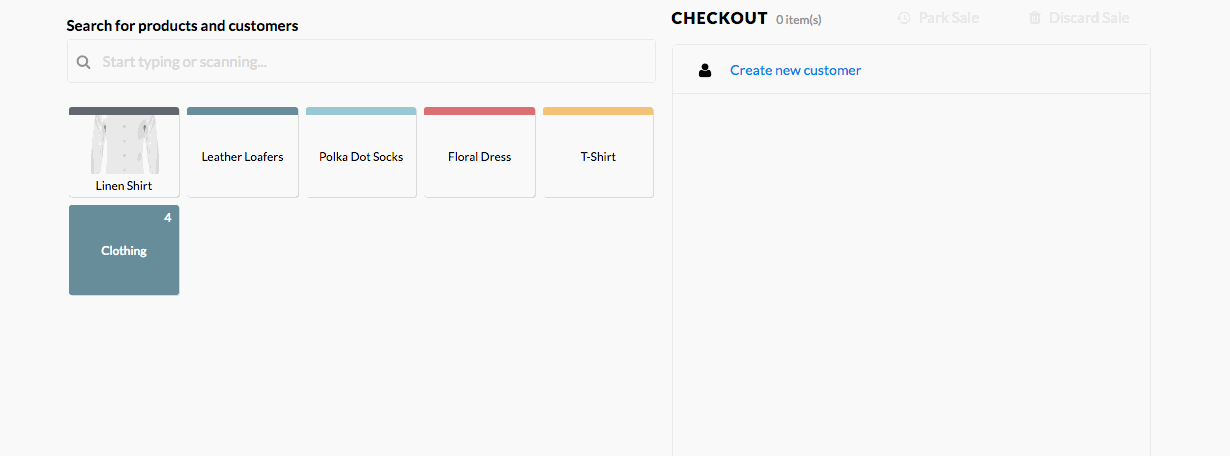 Search for products and customers
Start typing or scanning...
Linen Shirt
Leather Loafers
Polka Dot Socks
Floral Dress
T-Shirt
4
Clothing
CHECKOUT 0 item(s)
Park Sale
Discard Sale
Create new customer